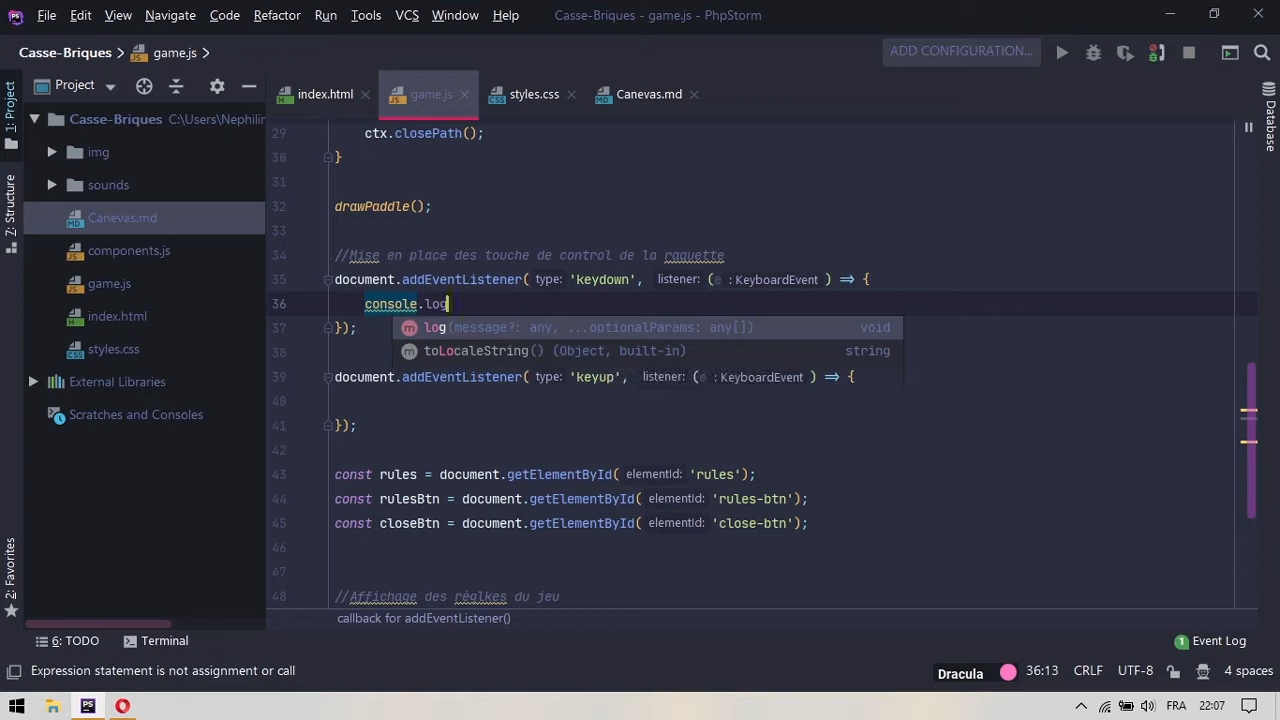 File Edit View Navigate Code Refactor Run Tools VCS Window Help Casse-Briques - game.js - PhpStorm
Casse-Briques game.js ADD CONFIGURATION...
1: Project
Z: Structure
2: Favorites
Database
Project
Casse-Briques C:\Users\Nephilin
img
sounds
Canevas.md
components.js
game.js
index.html
styles.css
External Libraries
Scratches and Consoles
index.html game.js styles.css Canevas.md
29 ctx.closePath();
30 }
31
32 drawPaddle();
33
34 //Mise en place des touche de control de la raquette
35 document.addEventListener( type: 'keydown', listener: (e : KeyboardEvent ) => {
36 console.log
log(message?: any, ...optionalParams: any[]) void
toLocaleString() (Object, built-in) string
37 });
38
39 document.addEventListener( type: 'keyup', listener: (e : KeyboardEvent ) => {
41 });
42
43 const rules = document.getElementById( elementId: 'rules');
44 const rulesBtn = document.getElementById( elementId: 'rules-btn');
45 const closeBtn = document.getElementById( elementId: 'close-btn');
46
47
48 //Affichage des règlkes du jeu
callback for addEventListener()
6: TODO Terminal 1 Event Log
Expression statement is not assignment or call Dracula 36:13 CRLF UTF-8 4 spaces
PS FRA 22:07